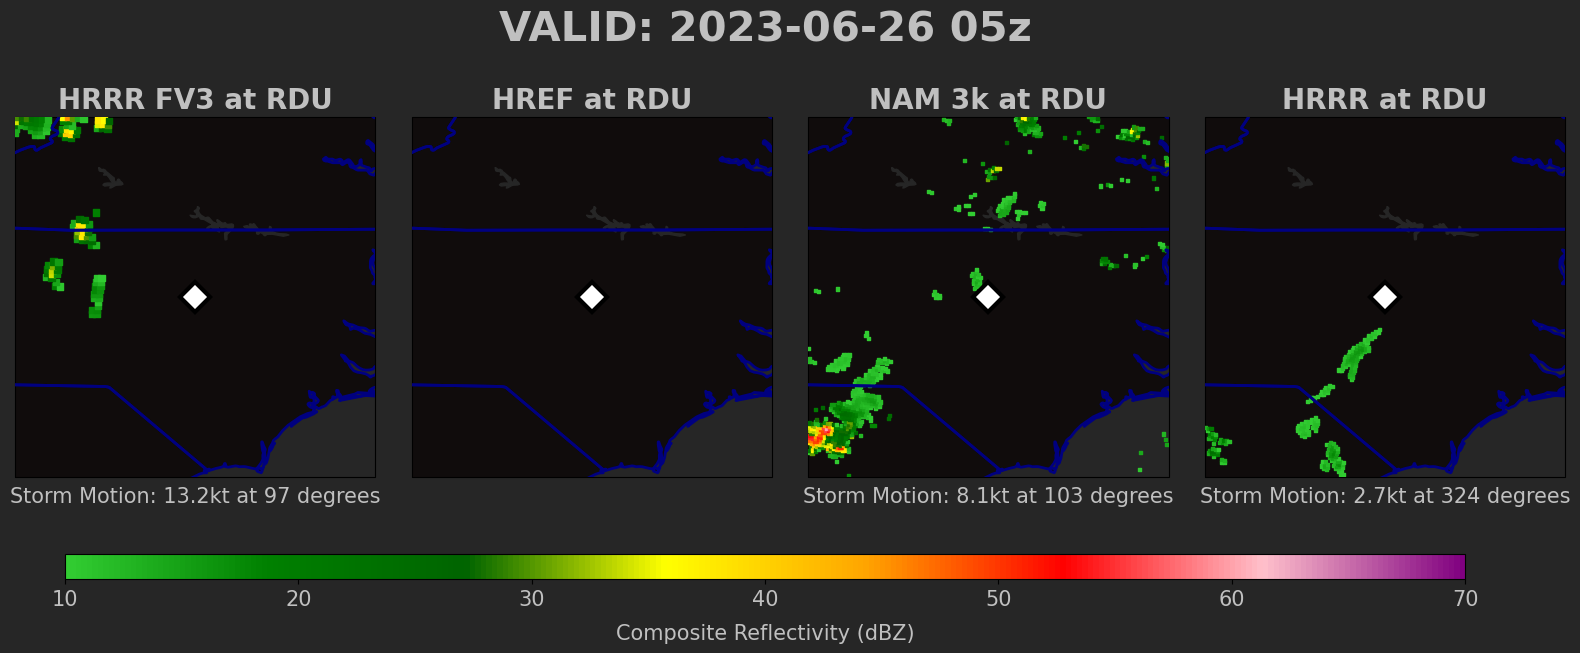 VALID: 2023-06-26 05z
HRRR FV3 at RDU
HREF at RDU
NAM 3k at RDU
HRRR at RDU
Storm Motion: 13.2kt at 97 degrees
Storm Motion: 8.1kt at 103 degrees
Storm Motion: 2.7kt at 324 degrees
10 20 30 40 50 60 70
Composite Reflectivity (dBZ)